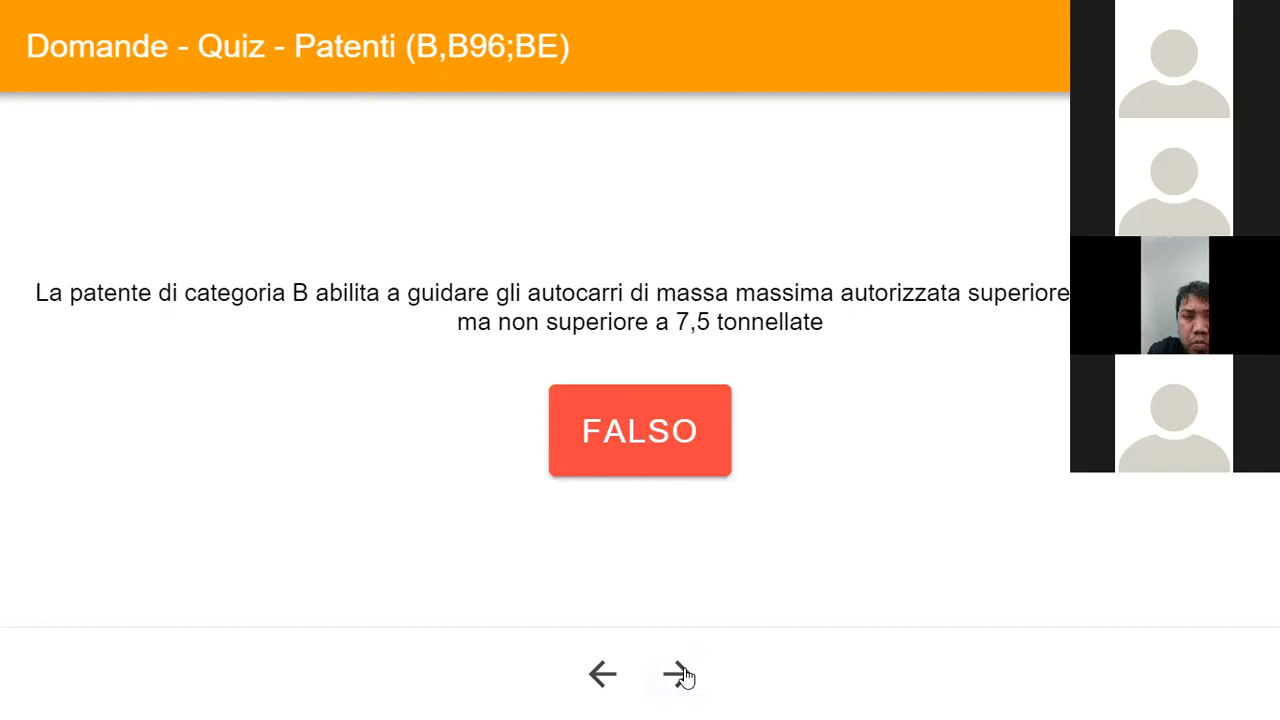 Domande - Quiz - Patenti (B,B96;BE)
La patente di categoria B abilita a guidare gli autocarri di massa massima autorizzata superiore
ma non superiore a 7,5 tonnellate
FALSO